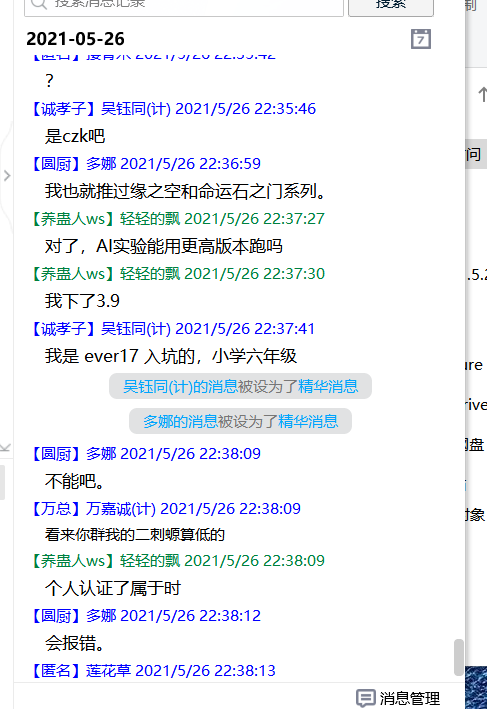 搜索消息记录
搜索
制
2021-05-26
7
2021/5/26 22:35:42
?
【诚孝子】吴钰同(计) 2021/5/26 22:35:46
是czk吧
【圆厨】多娜 2021/5/26 22:36:59
我也就推过缘之空和命运石之门系列。
【养蛊人ws】轻轻的飘 2021/5/26 22:37:27
对了，AI实验能用更高版本跑吗
【养蛊人ws】轻轻的飘 2021/5/26 22:37:30
我下了3.9
【诚孝子】吴钰同(计) 2021/5/26 22:37:41
我是 ever17 入坑的，小学六年级
吴钰同(计)的消息被设为了精华消息
多娜的消息被设为了精华消息
【圆厨】多娜 2021/5/26 22:38:09
不能吧。
【万总】万嘉诚(计) 2021/5/26 22:38:09
看来你群我的二刺螈算低的
【养蛊人ws】轻轻的飘 2021/5/26 22:38:09
个人认证了属于时
【圆厨】多娜 2021/5/26 22:38:12
会报错。
【匿名】莲花草 2021/5/26 22:38:13
消息管理
问
.5.2
ure
rive
网盘
对象